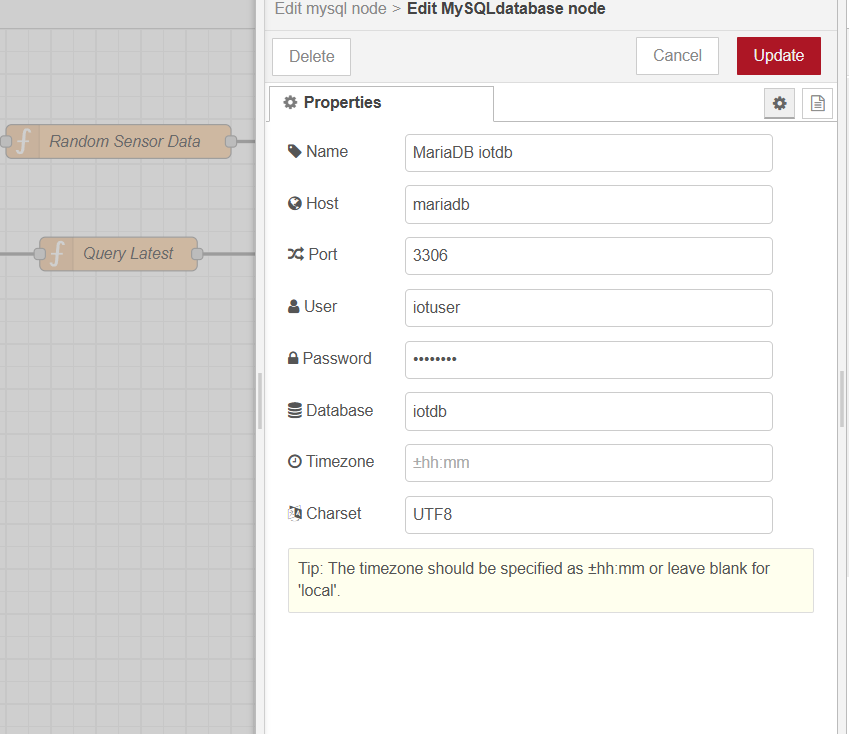 Edit mysql node > Edit MySQLdatabase node
Delete
Cancel
Update
Properties
Random Sensor Data
Name
MariaDB iotdb
Host
mariadb
Query Latest
Port
3306
User
iotuser
Password
••••••••
Database
iotdb
Timezone
±hh:mm
Charset
UTF8
Tip: The timezone should be specified as ±hh:mm or leave blank for
'local'.